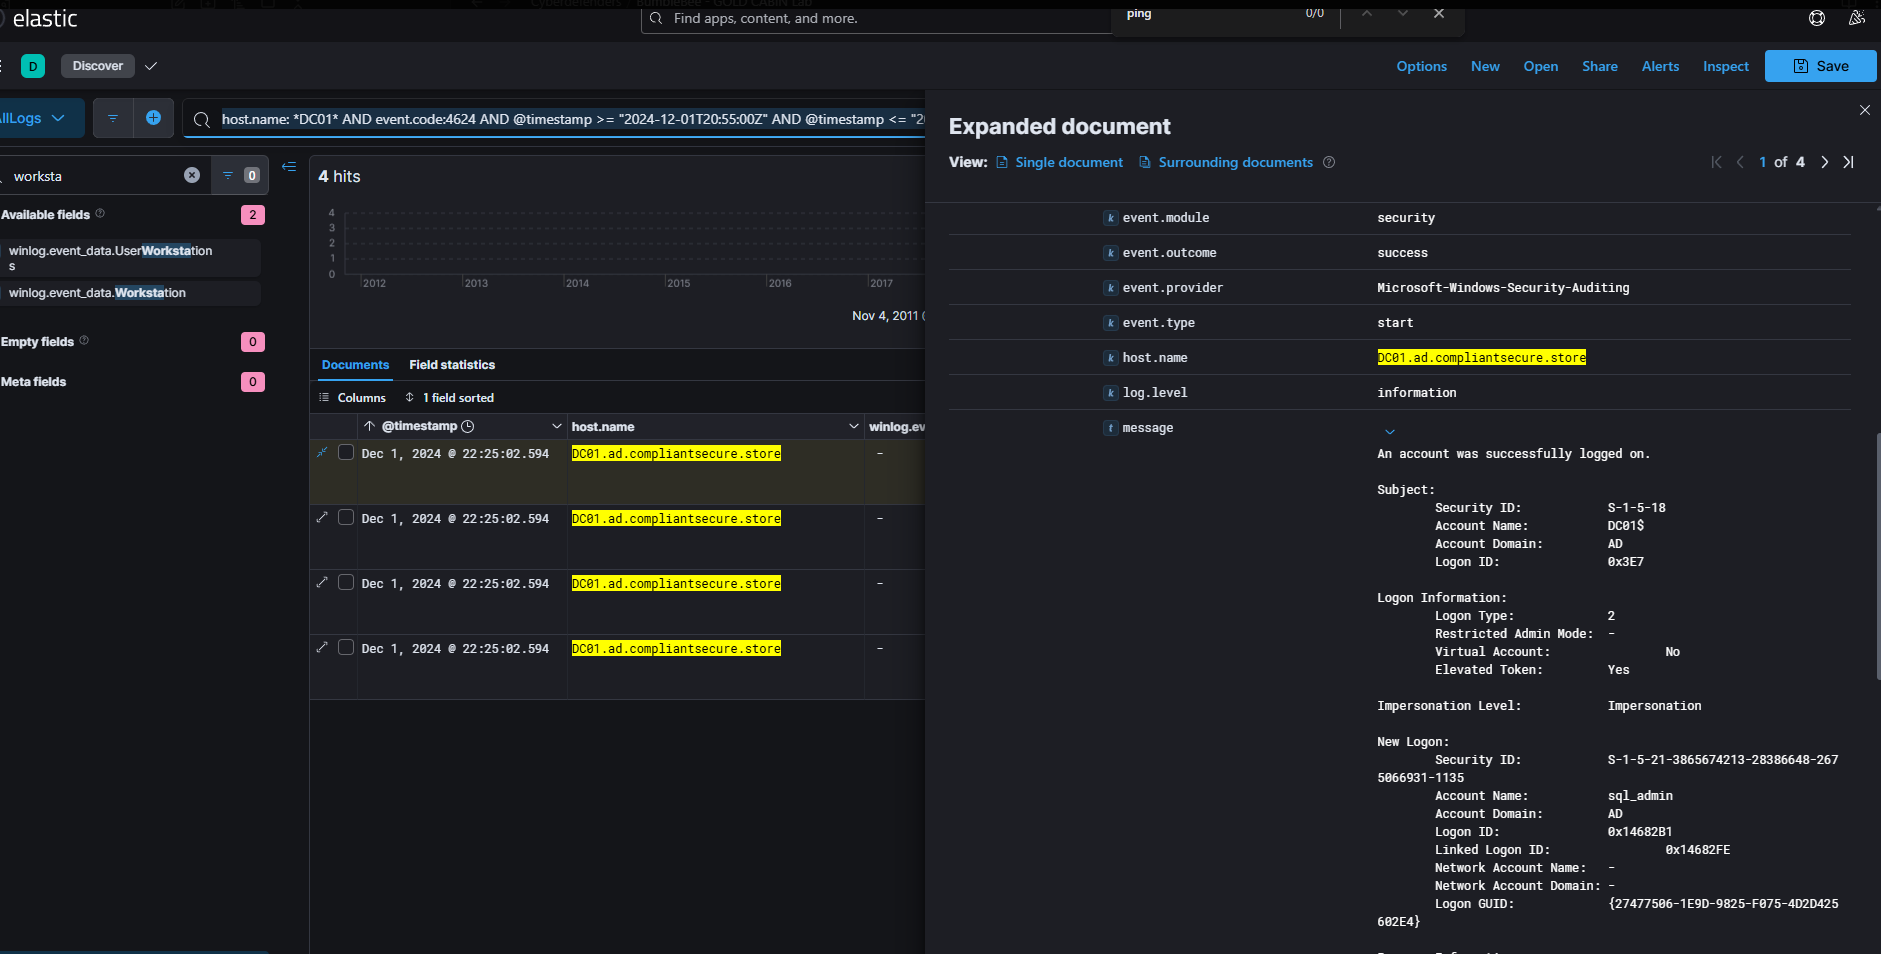 elastic
Find apps, content, and more.
ping
0/0
D
Discover
Options
New
Open
Share
Alerts
Inspect
Save
llLogs
host.name: *DC01* AND event.code:4624 AND @timestamp >= "2024-12-01T20:55:00Z" AND @timestamp <= "2
worksta
0
Available fields
2
winlog.event_data.UserWorkstation
s
winlog.event_data.Workstation
Empty fields
0
Meta fields
0
4 hits
4
3
2
1
0
2012
2013
2014
2015
2016
2017
Nov 4, 2011
Documents
Field statistics
Columns
1 field sorted
@timestamp
host.name
winlog.ev
Dec 1, 2024 @ 22:25:02.594
DC01.ad.compliantsecure.store
-
Dec 1, 2024 @ 22:25:02.594
DC01.ad.compliantsecure.store
-
Dec 1, 2024 @ 22:25:02.594
DC01.ad.compliantsecure.store
-
Dec 1, 2024 @ 22:25:02.594
DC01.ad.compliantsecure.store
-
Expanded document
View:
Single document
Surrounding documents
1 of 4
k event.module security
k event.outcome success
k event.provider Microsoft-Windows-Security-Auditing
k event.type start
k host.name DC01.ad.compliantsecure.store
k log.level information
t message
An account was successfully logged on.
Subject:
Security ID: S-1-5-18
Account Name: DC01$
Account Domain: AD
Logon ID: 0x3E7
Logon Information:
Logon Type: 2
Restricted Admin Mode: -
Virtual Account: No
Elevated Token: Yes
Impersonation Level: Impersonation
New Logon:
Security ID: S-1-5-21-3865674213-28386648-267
5066931-1135
Account Name: sql_admin
Account Domain: AD
Logon ID: 0x14682B1
Linked Logon ID: 0x14682FE
Network Account Name: -
Network Account Domain: -
Logon GUID: {27477506-1E9D-9825-F075-4D2D425
602E4}